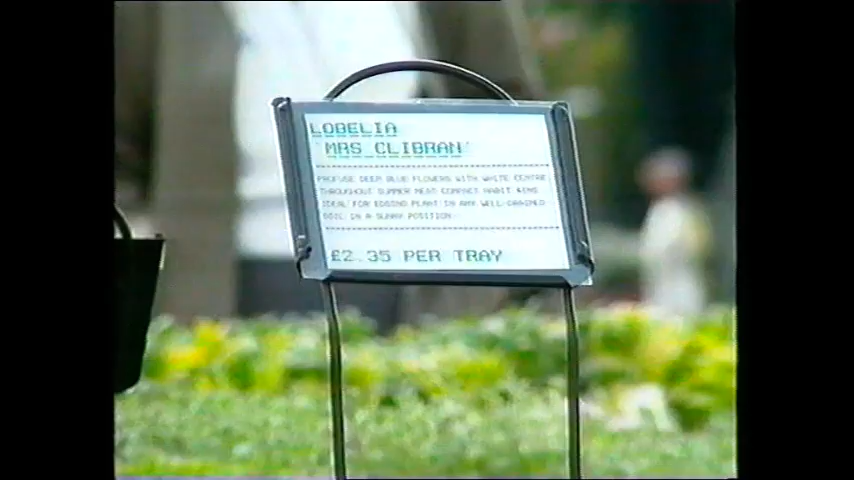 LOBELIA
'MRS CLIBRAN'
PROFUSE DEEP BLUE FLOWERS WITH WHITE CENTRE
THROUGHOUT SUMMER NEAT COMPACT HABIT 4INS
IDEAL FOR EDGING PLANT IN ANY WELL-DRAINED
SOIL IN A SUNNY POSITION
£2.35 PER TRAY